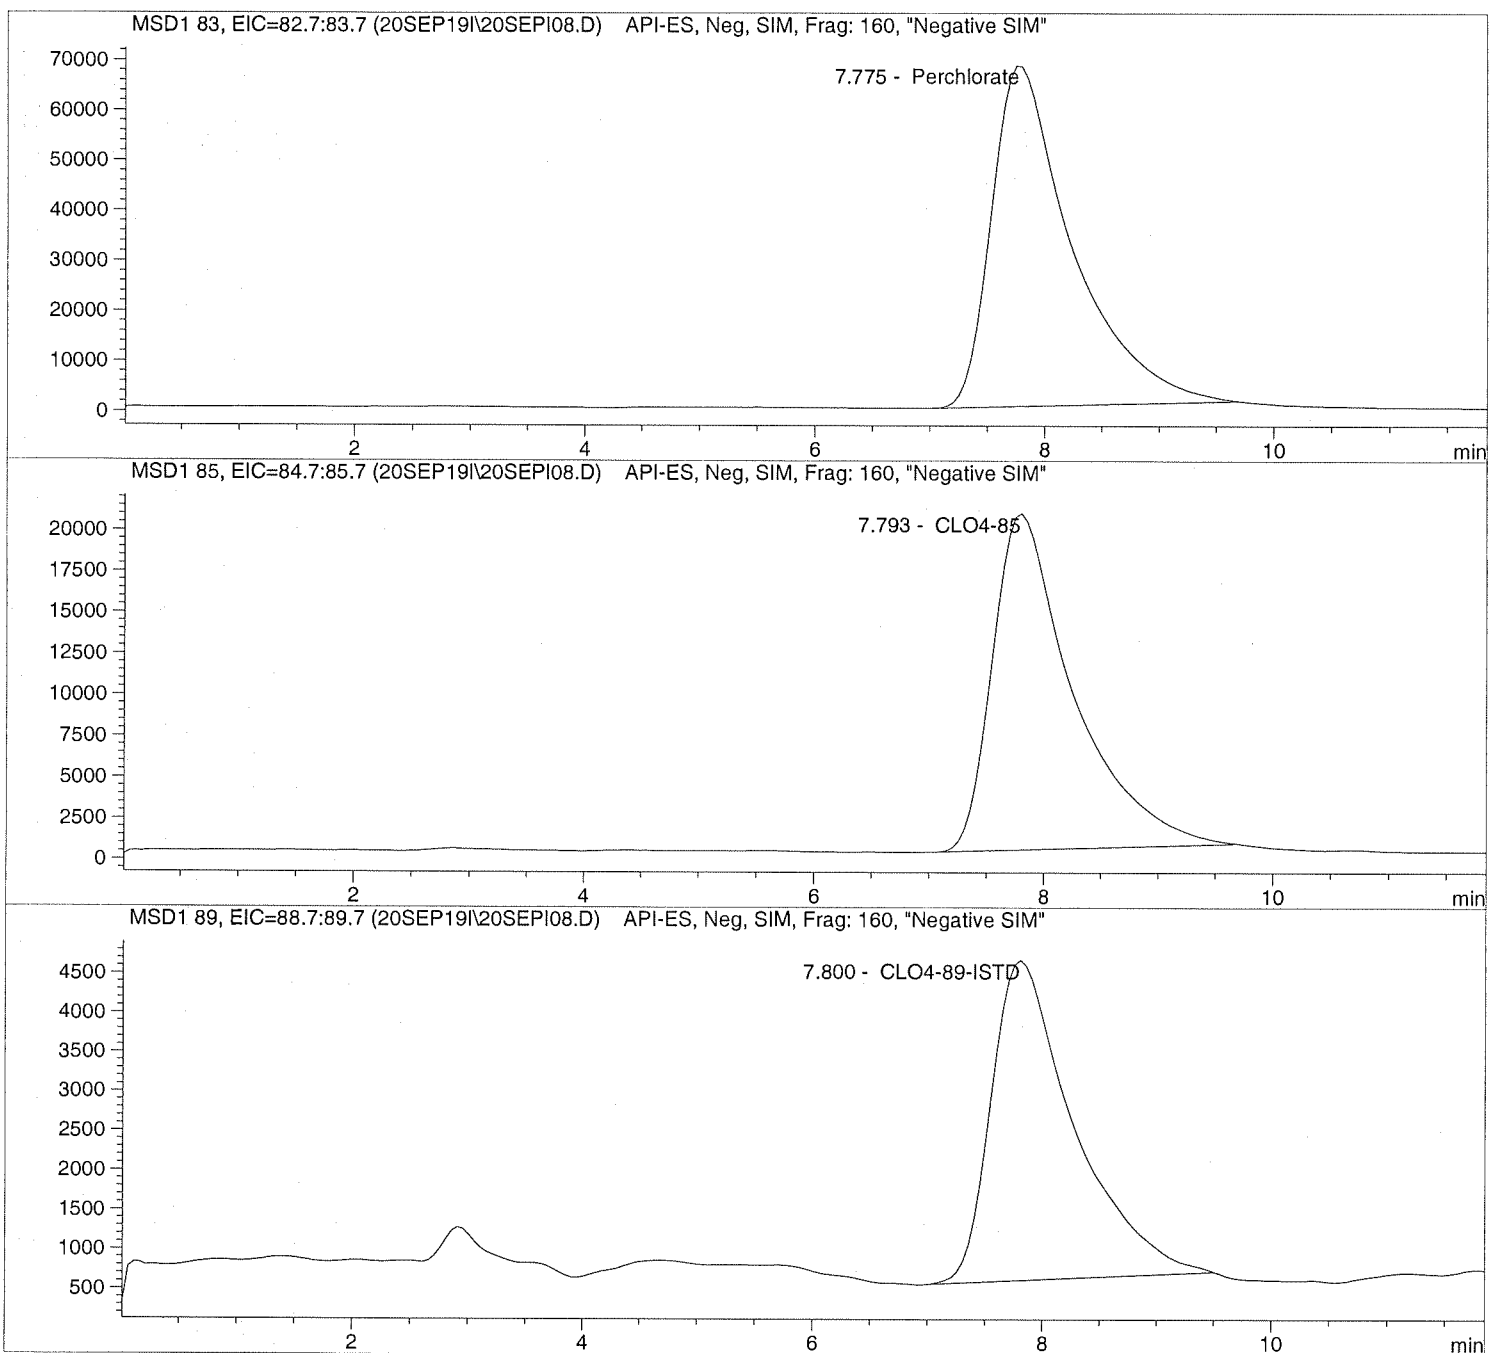 MSD1 83, EIC=82.7:83.7 (20SEP19I\20SEPI08.D) API-ES, Neg, SIM, Frag: 160, "Negative SIM"
70000
7.775 - Perchlorate
60000
50000
40000
30000
20000
10000
0
2 4 6 8 10 min
MSD1 85, EIC=84.7:85.7 (20SEP19I\20SEPI08.D) API-ES, Neg, SIM, Frag: 160, "Negative SIM"
20000
7.793 - CLO4-85
17500
15000
12500
10000
7500
5000
2500
0
2 4 6 8 10 min
MSD1 89, EIC=88.7:89.7 (20SEP19I\20SEPI08.D) API-ES, Neg, SIM, Frag: 160, "Negative SIM"
4500
7.800 - CLO4-89-ISTD
4000
3500
3000
2500
2000
1500
1000
500
2 4 6 8 10 min